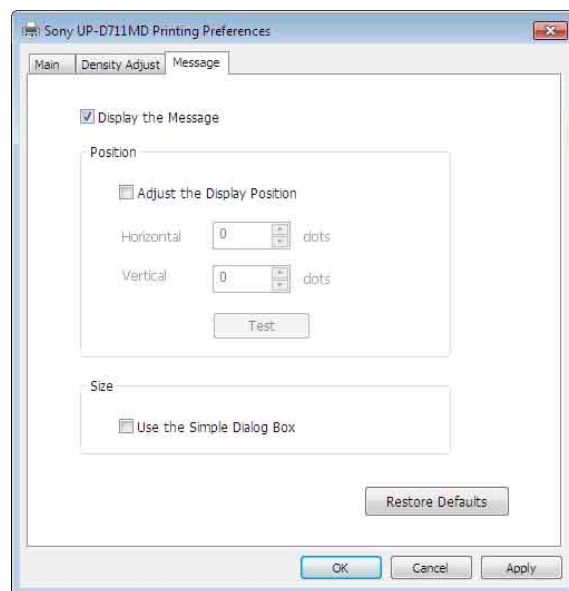 Sony UP-D711MD Printing Preferences
Main Density Adjust Message
Display the Message
Position
Adjust the Display Position
Horizontal 0 dots
Vertical 0 dots
Test
Size
Use the Simple Dialog Box
Restore Defaults
OK Cancel Apply